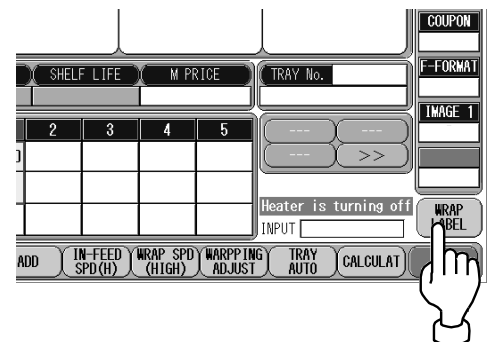 COUPON
SHELF LIFE M PRICE TRAY No. F-FORMAT
IMAGE 1
2 3 4 5 --- ---
--- >>
Heater is turning off WRAP
INPUT LABEL
ADD IN-FEED SPD(H) WRAP SPD (HIGH) WARPPING ADJUST TRAY AUTO CALCULAT